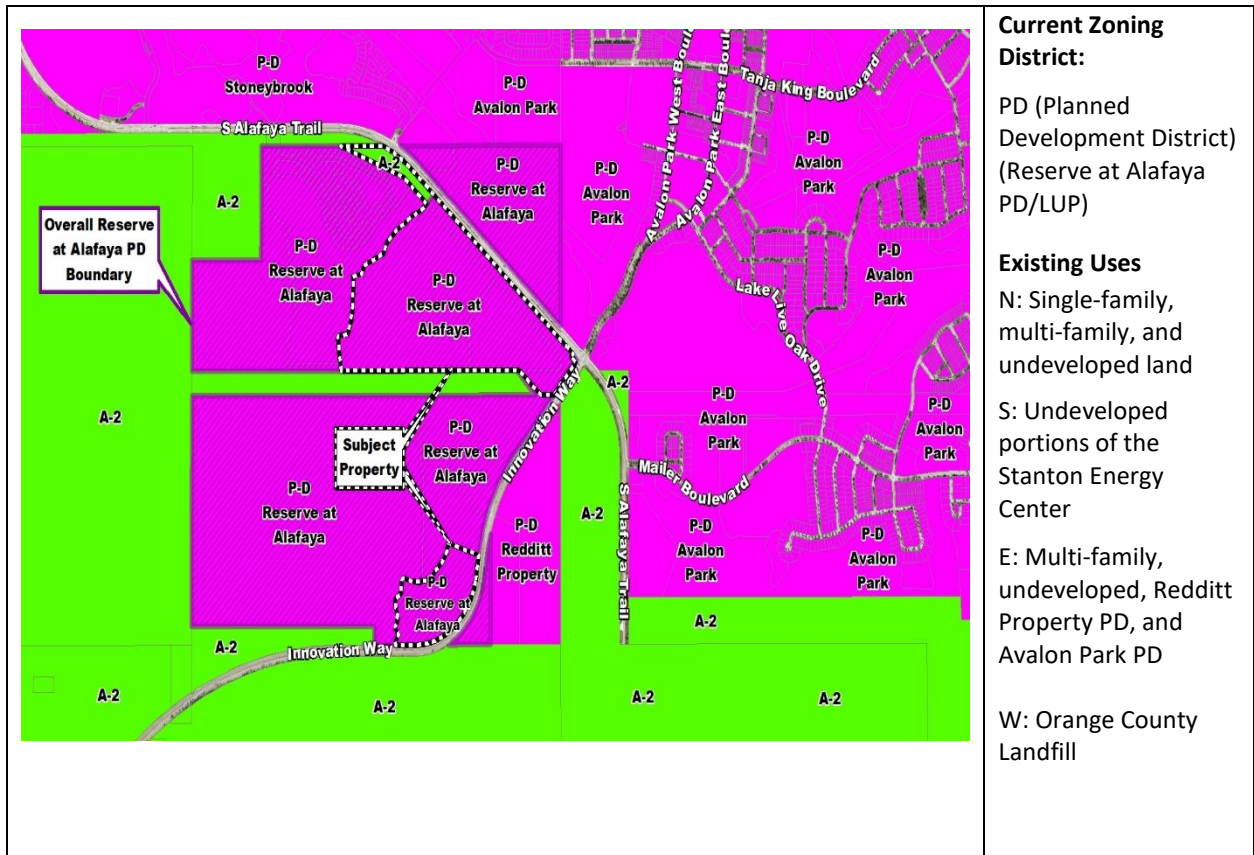 P-D
Stoneybrook
P-D
Avalon Park
Avalon Park West Boul
Avalon Park East Bouk
Tanja King Boulevard
S Alafaya Trail
A-2
P-D
Reserve at
Alafaya
P-D
Avalon
Park
P-D
Avalon
Park
A-2
Overall Reserve
at Alafaya PD
Boundary
P-D
Reserve at
Alafaya
P-D
Reserve at
Alafaya
P-D
Avalon
Park
Lake Live Oak Drive
Innovation Way
A-2
A-2
P-D
Avalon
Park
P-D
Avalon
Park
Subject
Property
P-D
Reserve at
Alafaya
P-D
Reserve at
Alafaya
Mailer Boulevard
S Alafaya Trail
A-2
P-D
Redditt
Property
P-D
Avalon
Park
P-D
Avalon
Park
P-D
Reserve at
Alafaya
A-2
A-2
Innovation Way
A-2
A-2
A-2
A-2
Current Zoning
District:
PD (Planned
Development District)
(Reserve at Alafaya
PD/LUP)
Existing Uses
N: Single-family,
multi-family, and
undeveloped land
S: Undeveloped
portions of the
Stanton Energy
Center
E: Multi-family,
undeveloped, Redditt
Property PD, and
Avalon Park PD
W: Orange County
Landfill